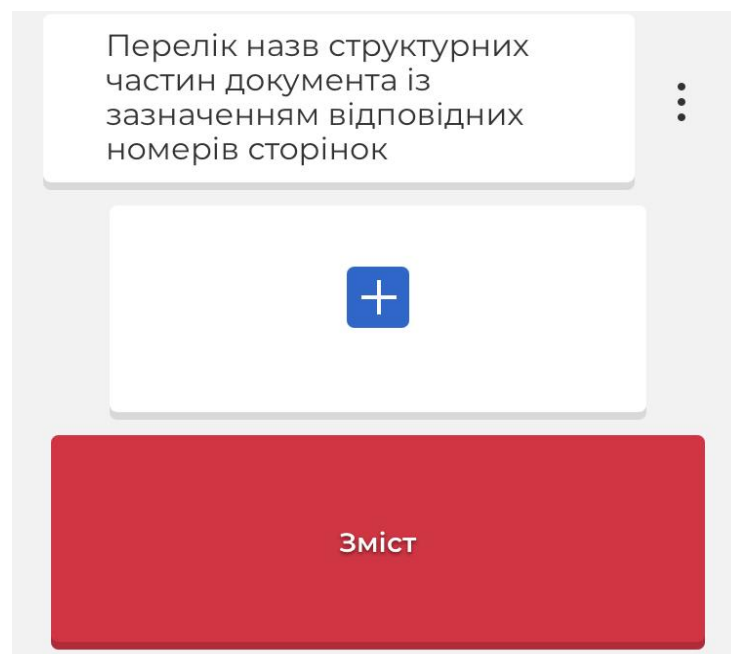 Перелік назв структурних
частин документа із
зазначенням відповідних
номерів сторінок
Зміст